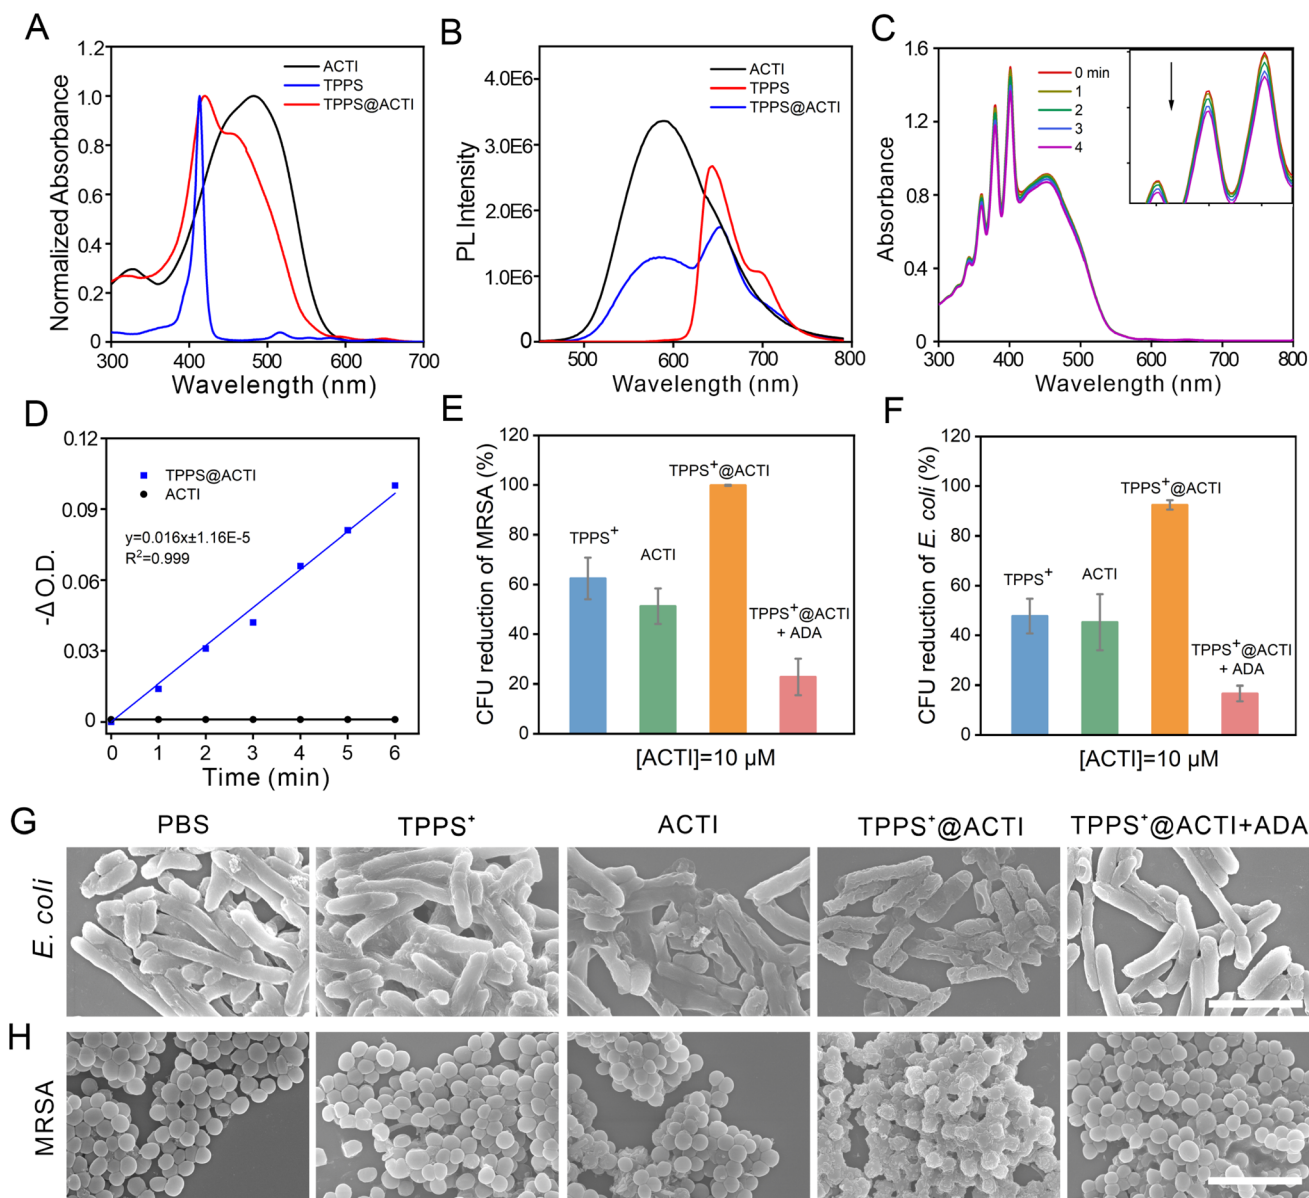 A
1.2
1.0
0.8
0.6
0.4
0.2
0
300
400
500
600
700
Normalized Absorbance
Wavelength (nm)
ACTI
TPPS
TPPS@ACTI
B
4.0E6
3.0E6
2.0E6
1.0E6
0
500
600
700
800
PL Intensity
Wavelength (nm)
ACTI
TPPS
TPPS@ACTI
C
1.6
1.2
0.8
0.4
0
300
400
500
600
700
800
Absorbance
Wavelength (nm)
0 min
1
2
3
4
D
0.12
0.09
0.06
0.03
0
0
1
2
3
4
5
6
-Δ O.D.
Time (min)
TPPS@ACTI
ACTI
y=0.016x±1.16E-5
R²=0.999
E
120
100
80
60
40
20
0
CFU reduction of MRSA (%)
TPPS⁺
ACTI
TPPS⁺@ACTI
TPPS⁺@ACTI
+ ADA
[ACTI]=10 μM
F
120
100
80
60
40
20
0
CFU reduction of E. coli (%)
TPPS⁺
ACTI
TPPS⁺@ACTI
TPPS⁺@ACTI
+ ADA
[ACTI]=10 μM
G
PBS
TPPS⁺
ACTI
TPPS⁺@ACTI
TPPS⁺@ACTI+ADA
E. coli
H
MRSA